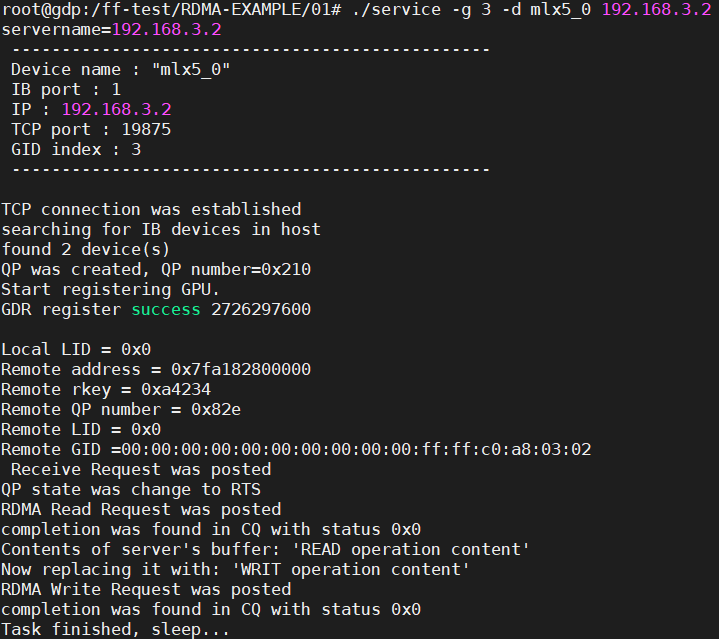 root@gdp:/ff-test/RDMA-EXAMPLE/01# ./service -g 3 -d mlx5_0 192.168.3.2
servername=192.168.3.2
------------------------------------------------
Device name : "mlx5_0"
IB port : 1
IP : 192.168.3.2
TCP port : 19875
GID index : 3
------------------------------------------------
TCP connection was established
searching for IB devices in host
found 2 device(s)
QP was created, QP number=0x210
Start registering GPU.
GDR register success 2726297600
Local LID = 0x0
Remote address = 0x7fa182800000
Remote rkey = 0xa4234
Remote QP number = 0x82e
Remote LID = 0x0
Remote GID =00:00:00:00:00:00:00:00:00:00:ff:ff:c0:a8:03:02
Receive Request was posted
QP state was change to RTS
RDMA Read Request was posted
completion was found in CQ with status 0x0
Contents of server's buffer: 'READ operation content'
Now replacing it with: 'WRIT operation content'
RDMA Write Request was posted
completion was found in CQ with status 0x0
Task finished, sleep...